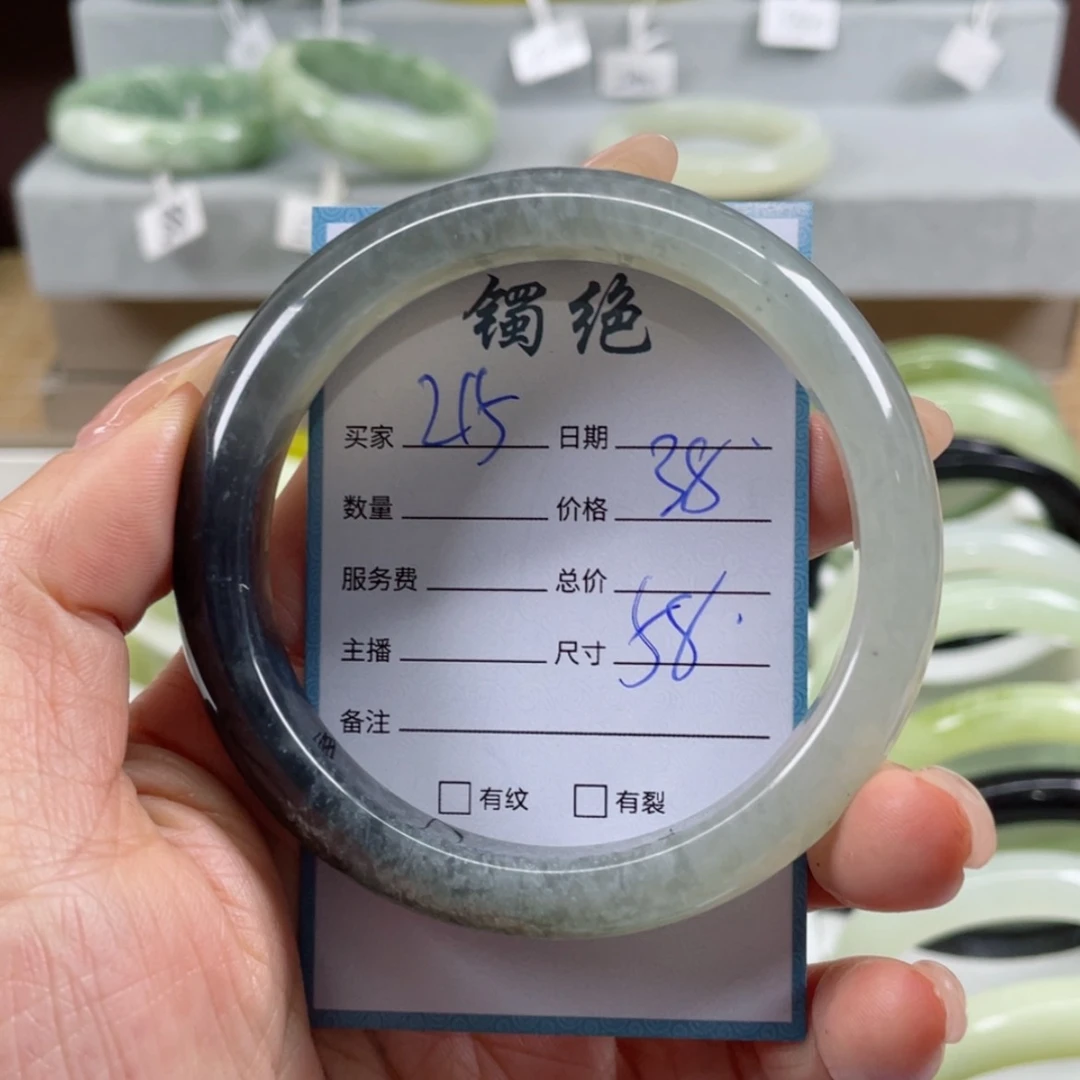 镯绝
买家 215 日期
数量 价格 38
服务费 总价
主播 尺寸 58
备注
有纹 有裂